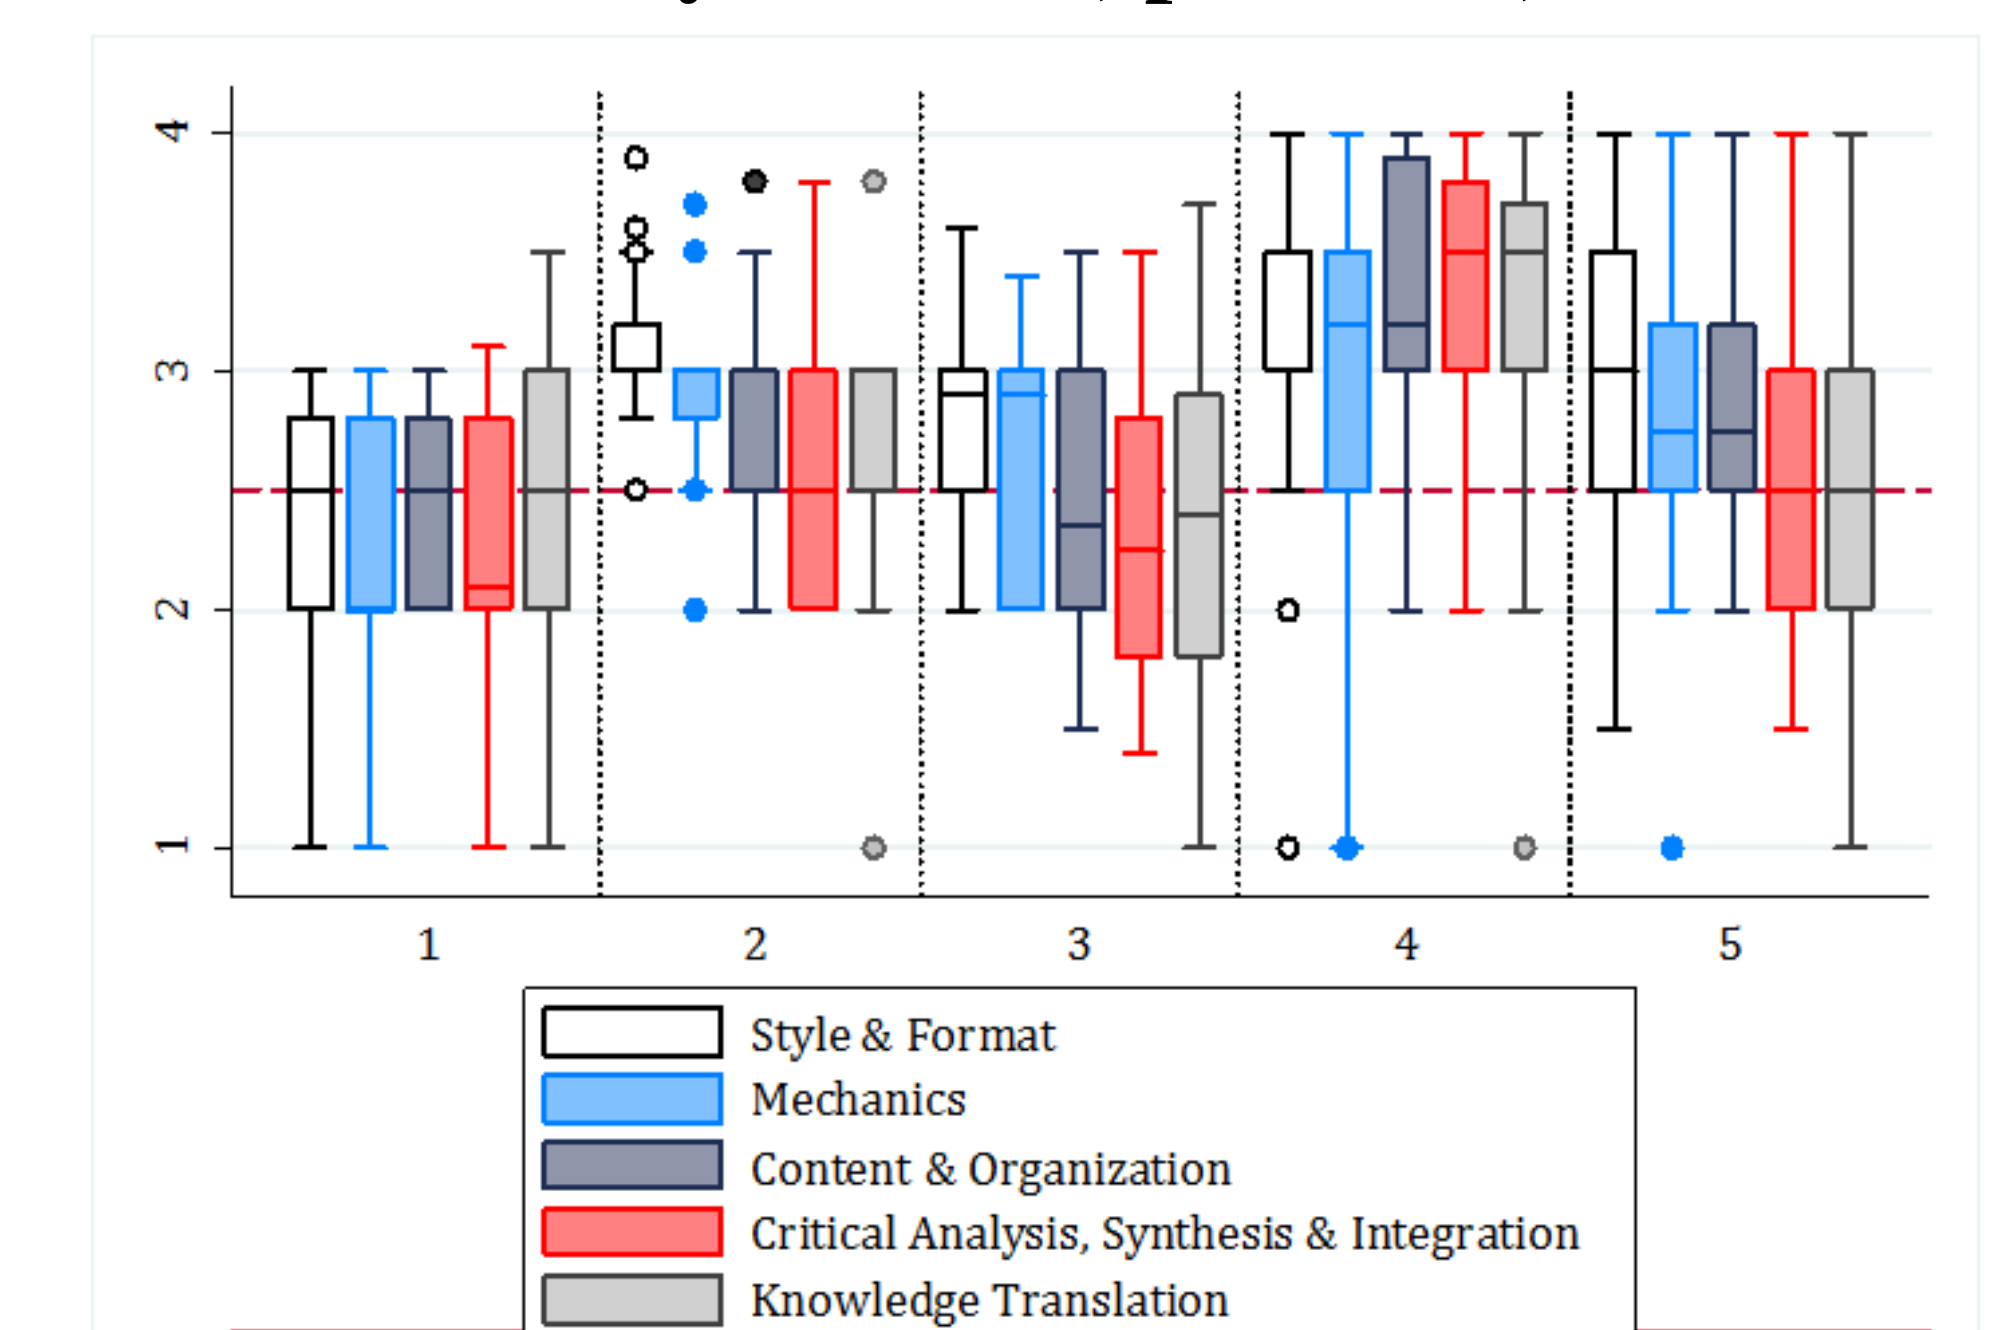 4
3
2
1
1 2 3 4 5
Style & Format
Mechanics
Content & Organization
Critical Analysis, Synthesis & Integration
Knowledge Translation